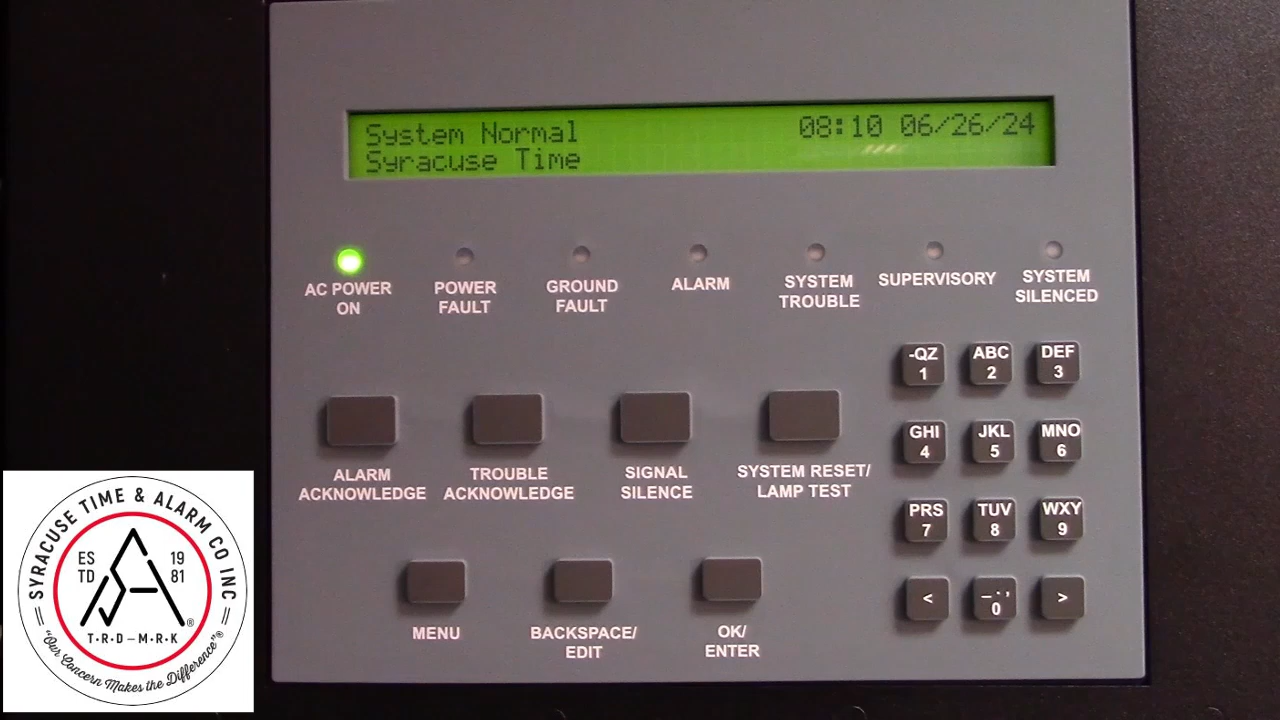 System Normal 08:10 06/26/24
Syracuse Time
AC POWER
ON
POWER
FAULT
GROUND
FAULT
ALARM
SYSTEM
TROUBLE
SUPERVISORY
SYSTEM
SILENCED
-QZ
1
ABC
2
DEF
3
GHI
4
JKL
5
MNO
6
PRS
7
TUV
8
WXY
9
<
_ . ,
0
>
ALARM
ACKNOWLEDGE
TROUBLE
ACKNOWLEDGE
SIGNAL
SILENCE
SYSTEM RESET/
LAMP TEST
MENU
BACKSPACE/
EDIT
OK/
ENTER
SYRACUSE TIME & ALARM CO INC
ES 19
TD 81
SA®
T•R•D–M•R•K
"Our Concern Makes the Difference"®